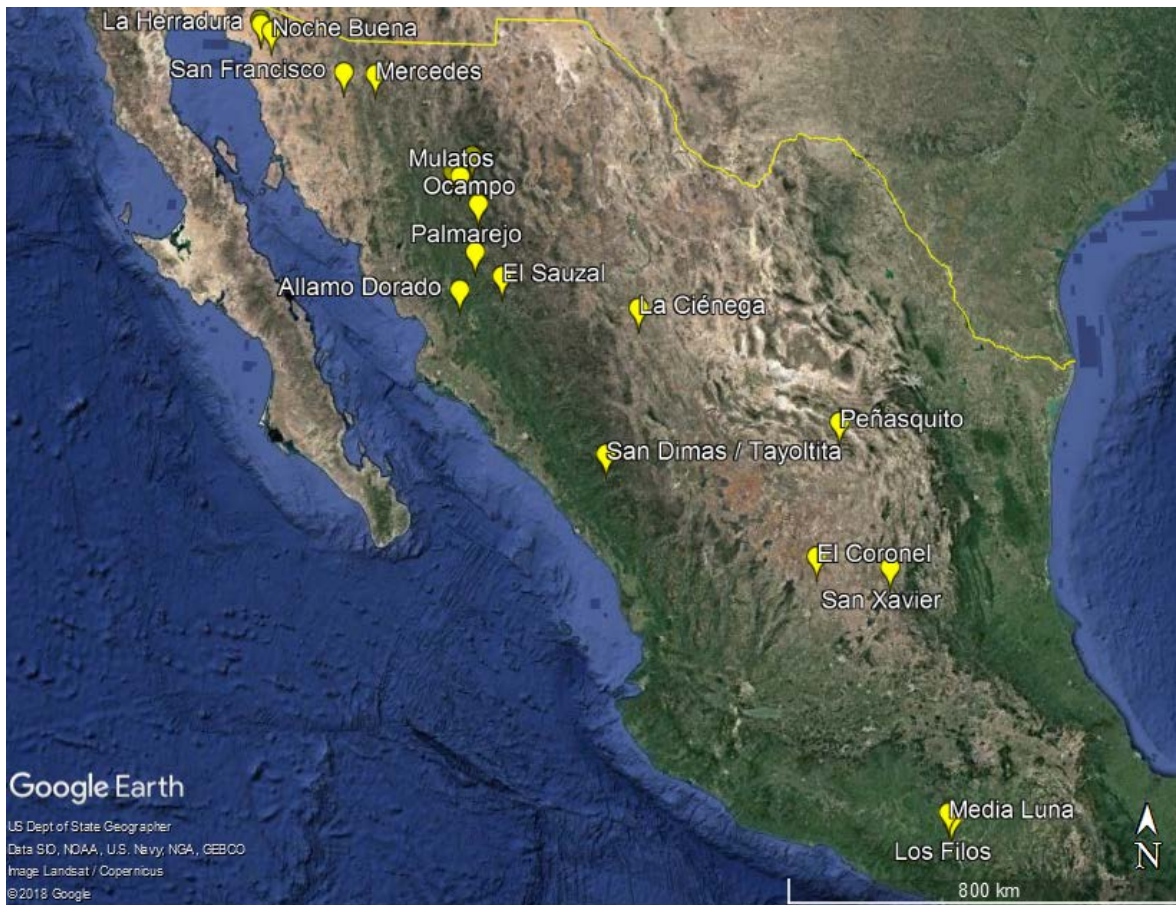 La Herradura
Noche Buena
San Francisco
Mercedes
Mulatos
Ocampo
Palmarejo
El Sauzal
Allamo Dorado
La Ciénega
Peñasquito
San Dimas / Tayoltita
El Coronel
San Xavier
Media Luna
Los Filos
Google Earth
US Dept of State Geographer
Data SIO, NOAA, U.S. Navy, NGA, GEBCO
Image Landsat / Copernicus
©2018 Google
N
800 km